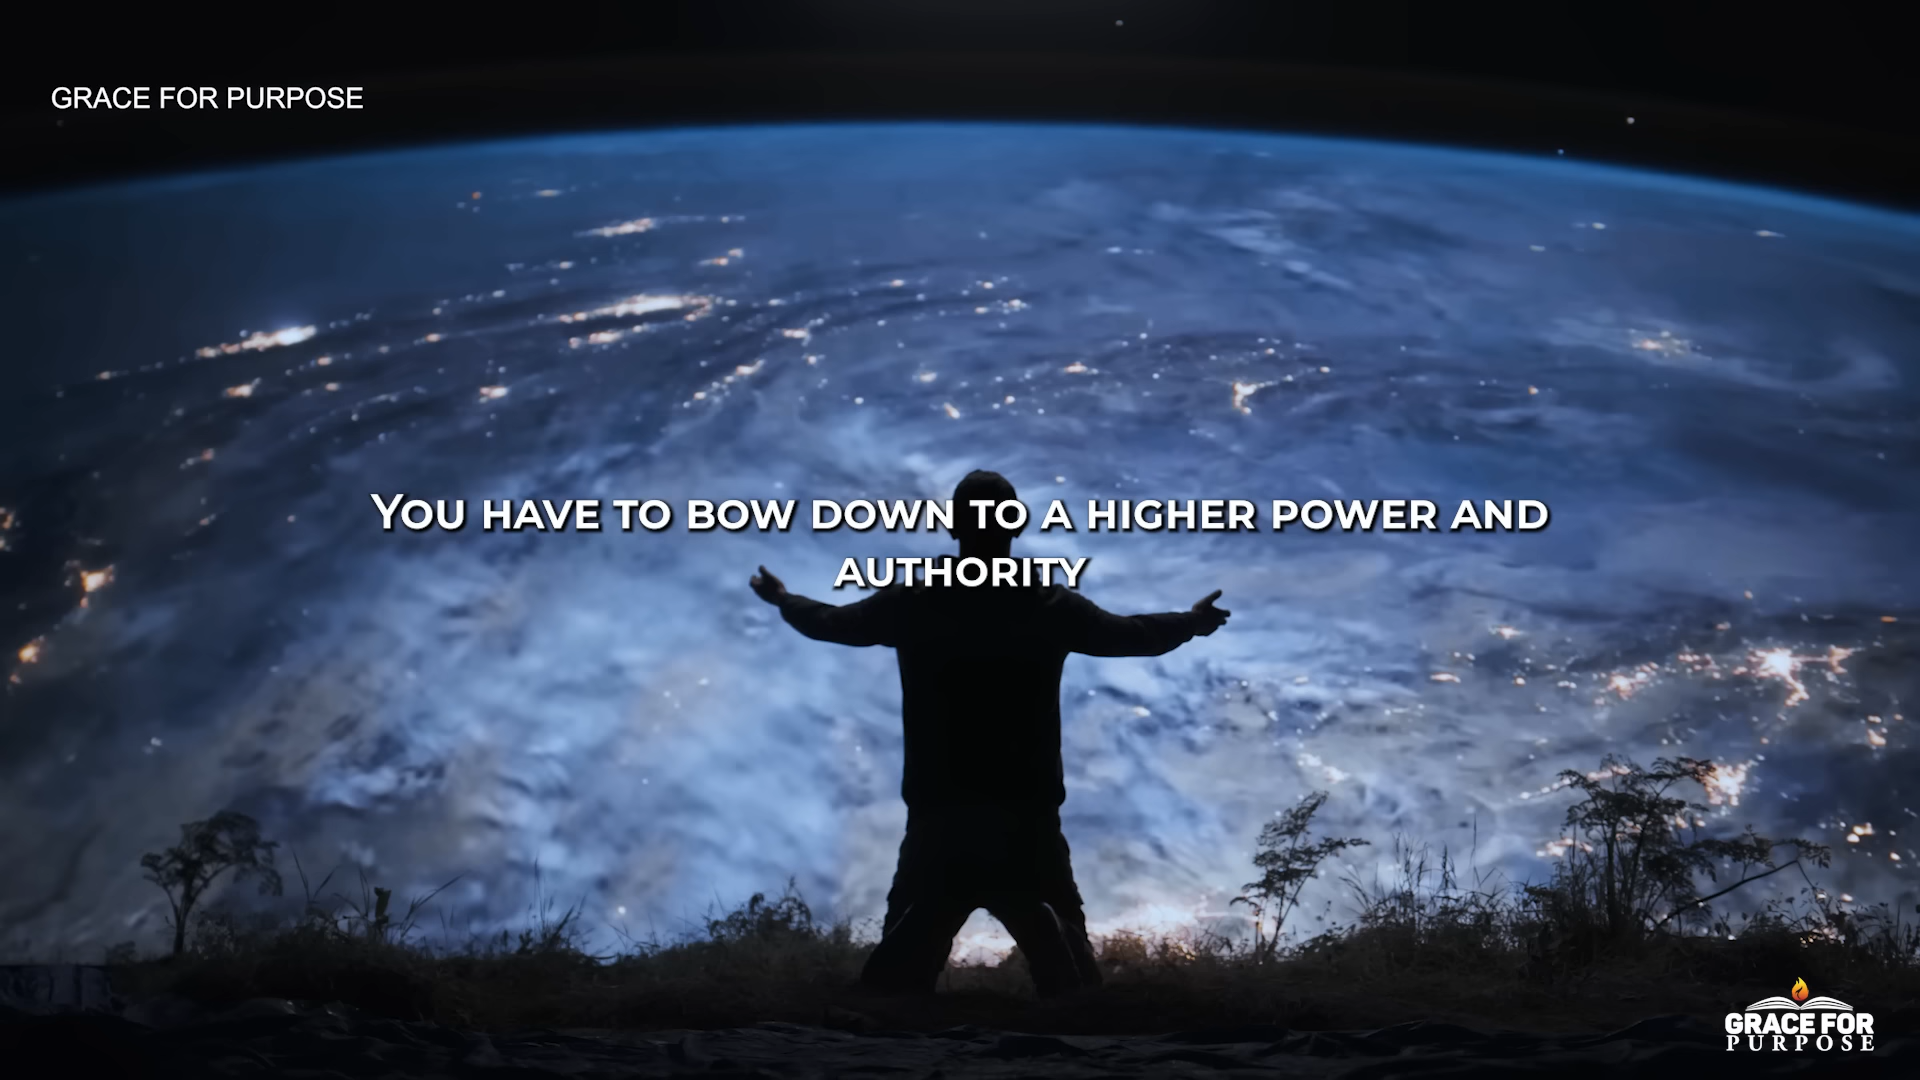 GRACE FOR PURPOSE
YOU HAVE TO BOW DOWN TO A HIGHER POWER AND
AUTHORITY
GRACE FOR
PURPOSE